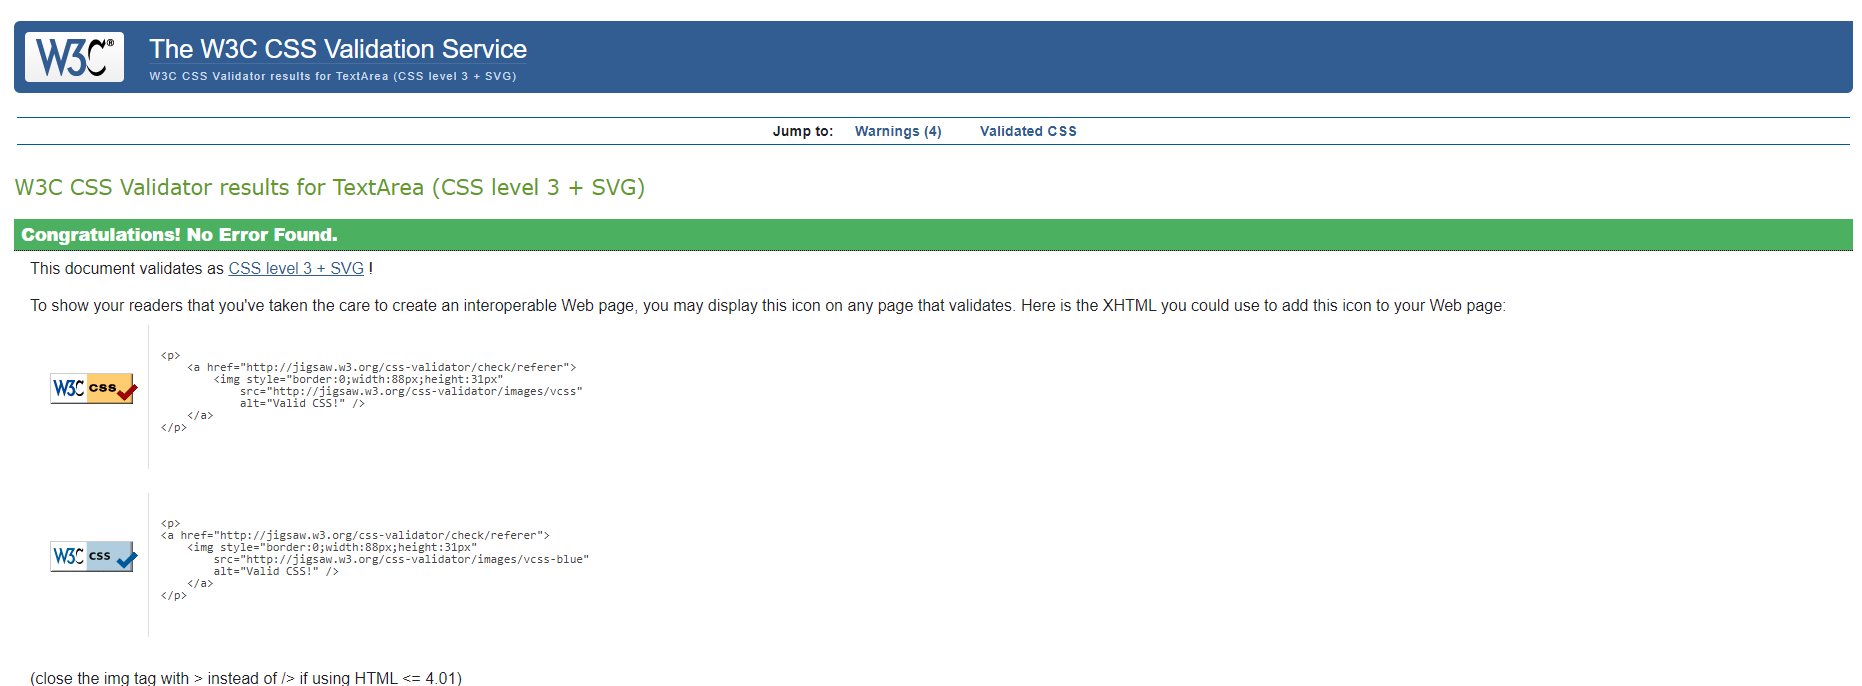 W3C®
The W3C CSS Validation Service
W3C CSS Validator results for TextArea (CSS level 3 + SVG)
Jump to: Warnings (4) Validated CSS
W3C CSS Validator results for TextArea (CSS level 3 + SVG)
Congratulations! No Error Found.
This document validates as CSS level 3 + SVG !
To show your readers that you've taken the care to create an interoperable Web page, you may display this icon on any page that validates. Here is the XHTML you could use to add this icon to your Web page:
W3C css
<p>
<a href="http://jigsaw.w3.org/css-validator/check/referer">
<img style="border:0;width:88px;height:31px"
src="http://jigsaw.w3.org/css-validator/images/vcss"
alt="Valid CSS!" />
</a>
</p>
W3C css
<p>
<a href="http://jigsaw.w3.org/css-validator/check/referer">
<img style="border:0;width:88px;height:31px"
src="http://jigsaw.w3.org/css-validator/images/vcss-blue"
alt="Valid CSS!" />
</a>
</p>
(close the img tag with > instead of /> if using HTML <= 4.01)